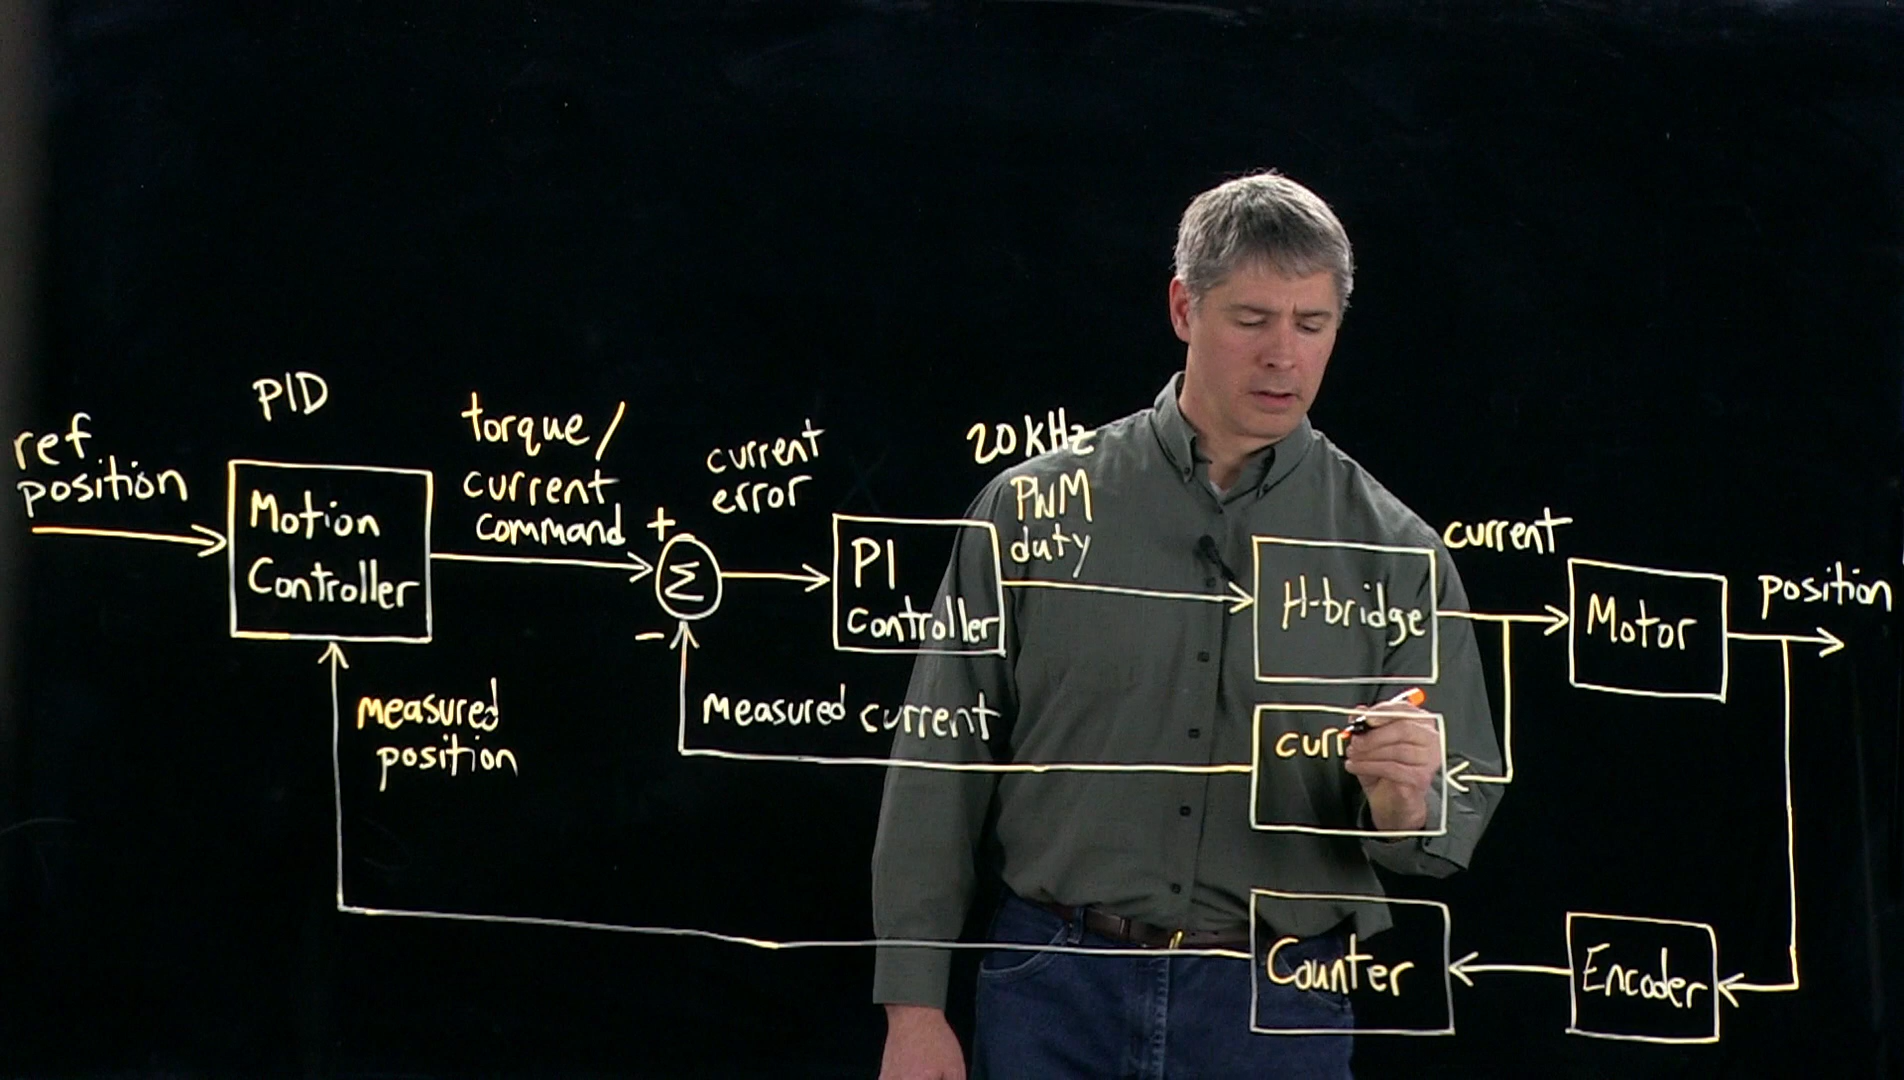 PID
ref
position
Motion
Controller
torque/
current
command
+
Σ
-
current
error
PI
controller
20 kHz
PWM
duty
H-bridge
current
Motor
position
measured
position
measured current
curr
Counter
Encoder